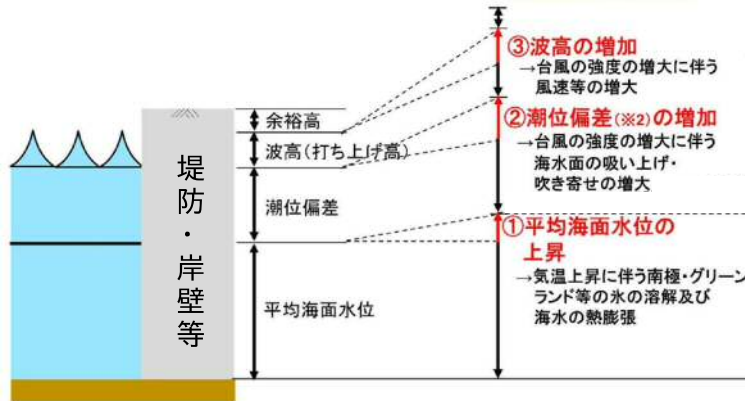 堤防・岸壁等
余裕高
波高(打ち上げ高)
潮位偏差
平均海面水位
③波高の増加
→台風の強度の増大に伴う
風速等の増大
②潮位偏差(※2)の増加
→台風の強度の増大に伴う
海水面の吸い上げ・
吹き寄せの増大
①平均海面水位の
上昇
→気温上昇に伴う南極・グリーン
ランド等の氷の溶解及び
海水の熱膨張